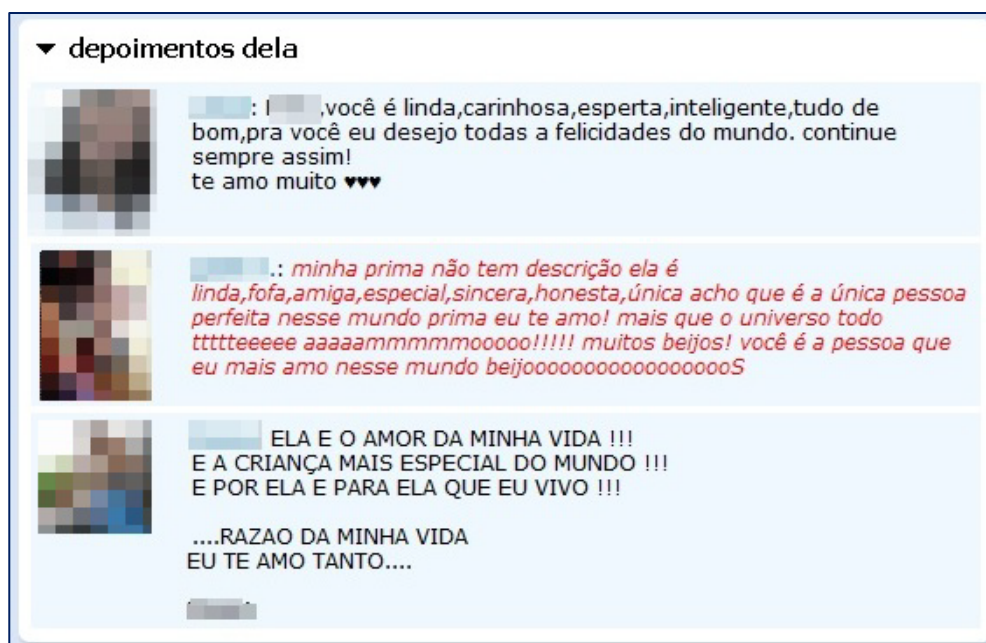 depoimentos dela
: ,você é linda,carinhosa,esperta,inteligente,tudo de
bom,pra você eu desejo todas a felicidades do mundo. continue
sempre assim!
te amo muito ♥♥♥
.: minha prima não tem descrição ela é
linda,fofa,amiga,especial,sincera,honesta,única acho que é a única pessoa
perfeita nesse mundo prima eu te amo! mais que o universo todo
ttttteeeee aaaaammmmmooooo!!!!! muitos beijos! você é a pessoa que
eu mais amo nesse mundo beijoooooooooooooooooS
ELA E O AMOR DA MINHA VIDA !!!
E A CRIANÇA MAIS ESPECIAL DO MUNDO !!!
E POR ELA E PARA ELA QUE EU VIVO !!!
....RAZAO DA MINHA VIDA
EU TE AMO TANTO....